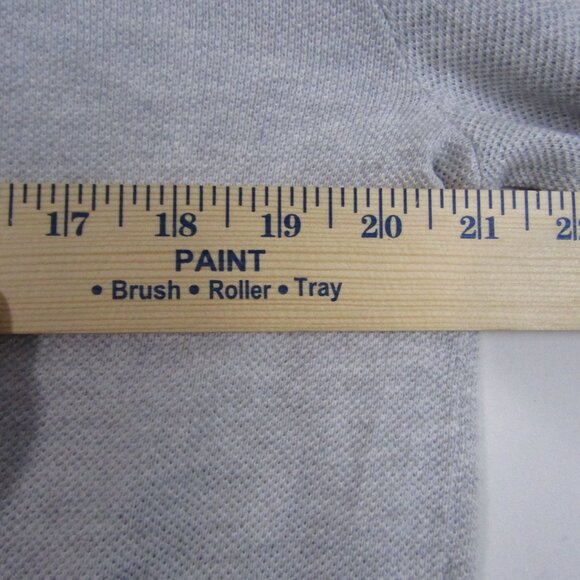 17 18 19 20 21
PAINT
• Brush • Roller • Tray